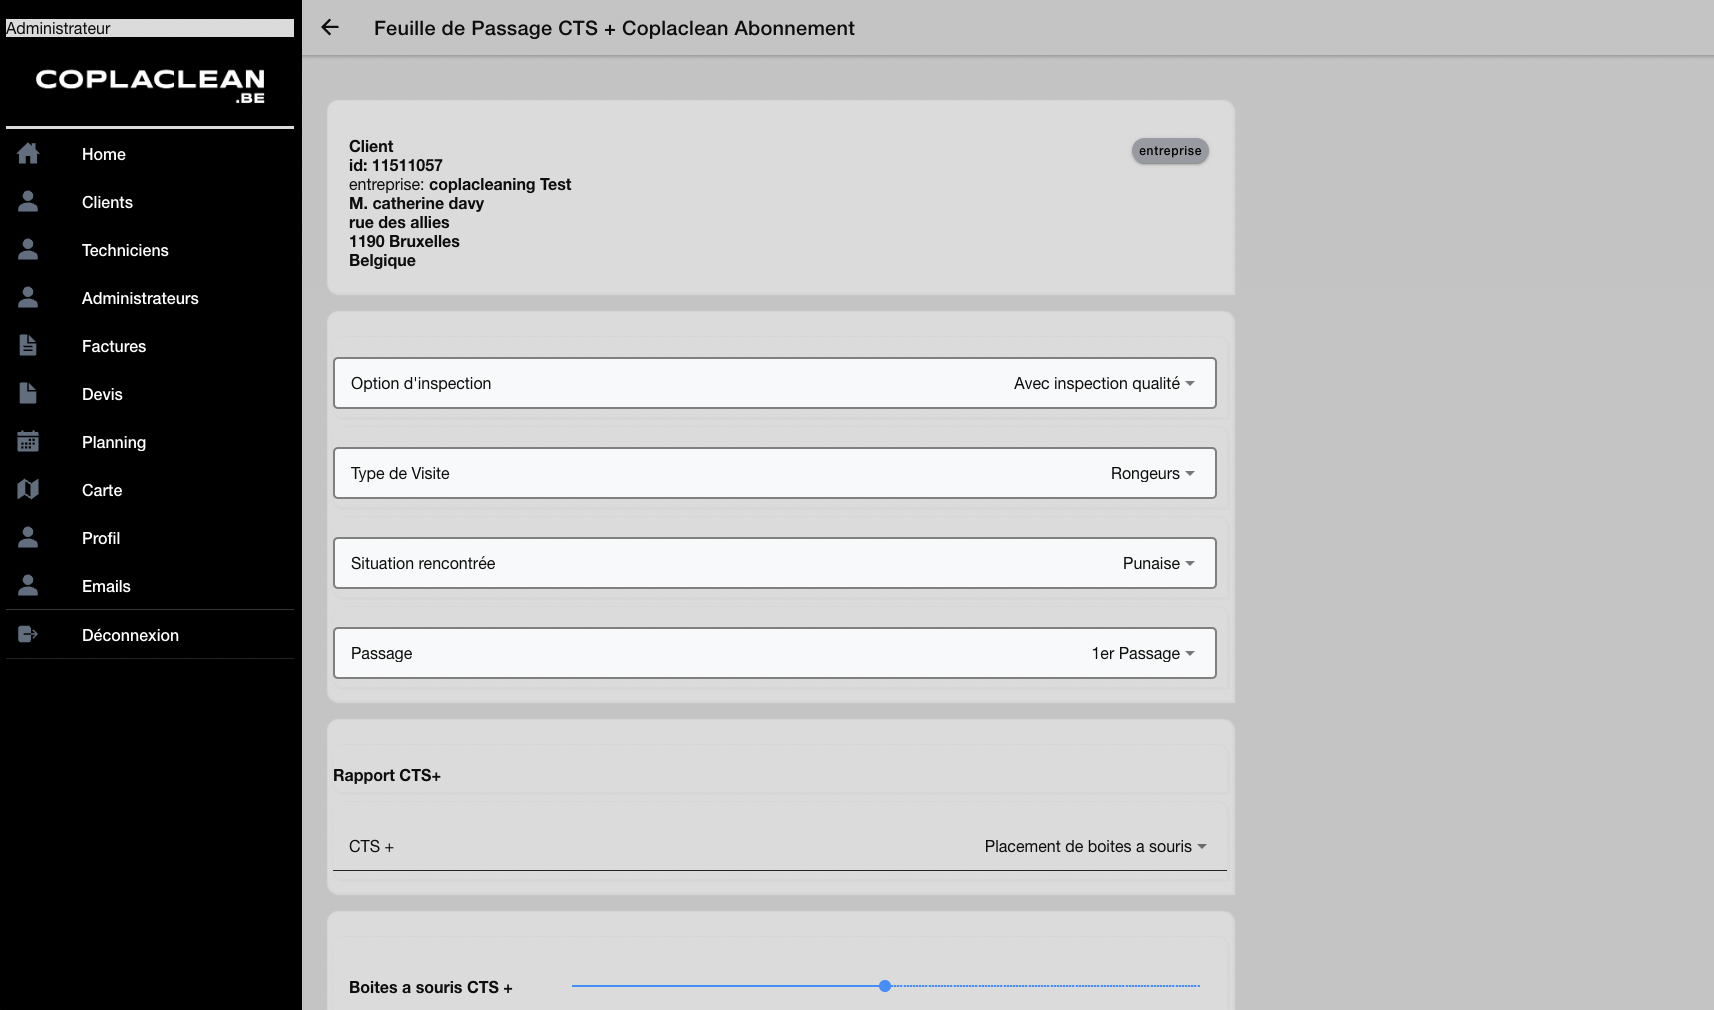 Administrateur
COPLACLEAN
.BE
Home
Clients
Techniciens
Administrateurs
Factures
Devis
Planning
Carte
Profil
Emails
Déconnexion
Feuille de Passage CTS + Coplaclean Abonnement
Client
entreprise
id: 11511057
entreprise: coplacleaning Test
M. catherine davy
rue des allies
1190 Bruxelles
Belgique
Option d'inspection Avec inspection qualité
Type de Visite Rongeurs
Situation rencontrée Punaise
Passage 1er Passage
Rapport CTS+
CTS + Placement de boites a souris
Boites a souris CTS +